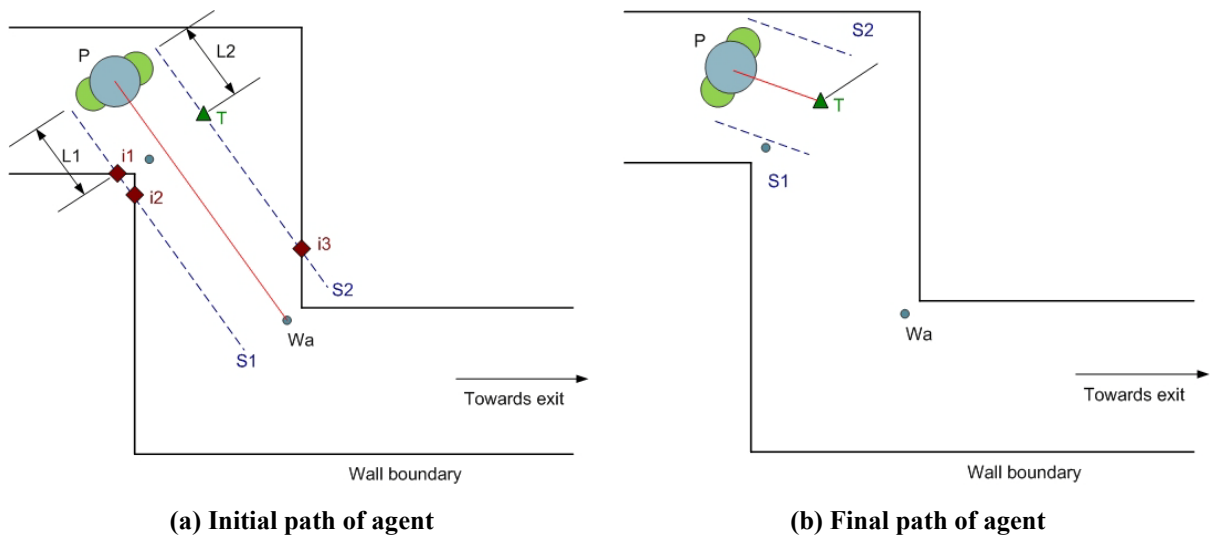 P
L2
T
L1
i1
i2
i3
S2
Wa
S1
Towards exit
Wall boundary
(a) Initial path of agent
P
S2
T
S1
Wa
Towards exit
Wall boundary
(b) Final path of agent